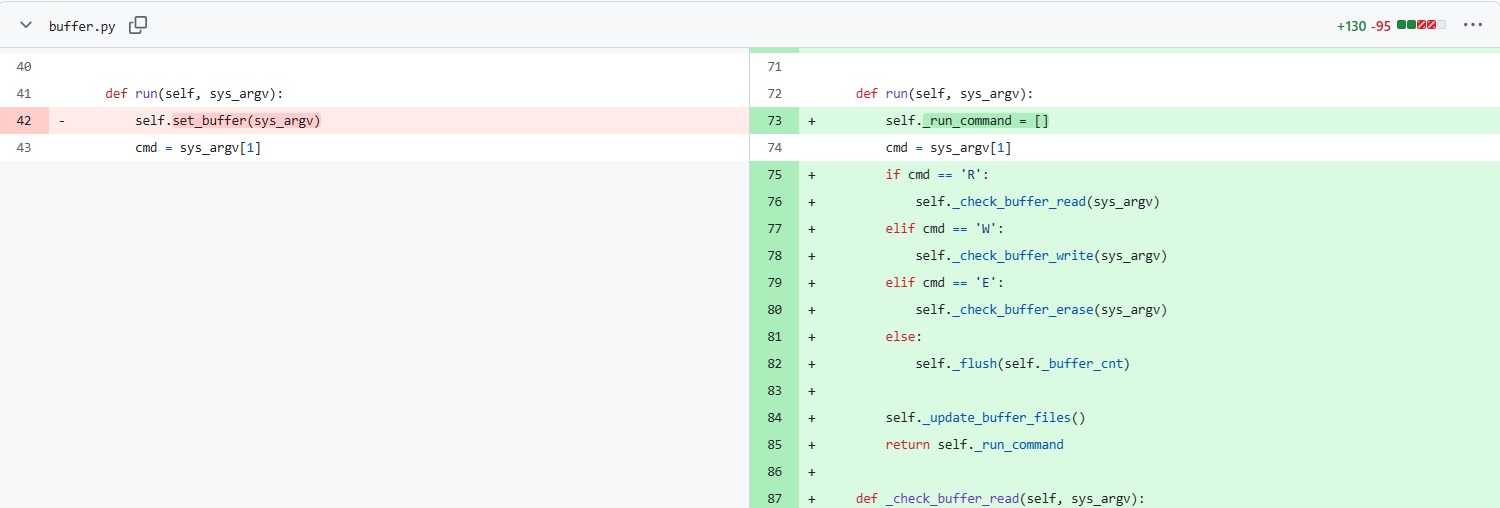 buffer.py +130 -95
40 71
41 def run(self, sys_argv): 72 def run(self, sys_argv):
42 - self.set_buffer(sys_argv) 73 + self._run_command = []
43 cmd = sys_argv[1] 74 cmd = sys_argv[1]
75 + if cmd == 'R':
76 + self._check_buffer_read(sys_argv)
77 + elif cmd == 'W':
78 + self._check_buffer_write(sys_argv)
79 + elif cmd == 'E':
80 + self._check_buffer_erase(sys_argv)
81 + else:
82 + self._flush(self._buffer_cnt)
83 +
84 + self._update_buffer_files()
85 + return self._run_command
86 +
87 + def _check_buffer_read(self, sys_argv):